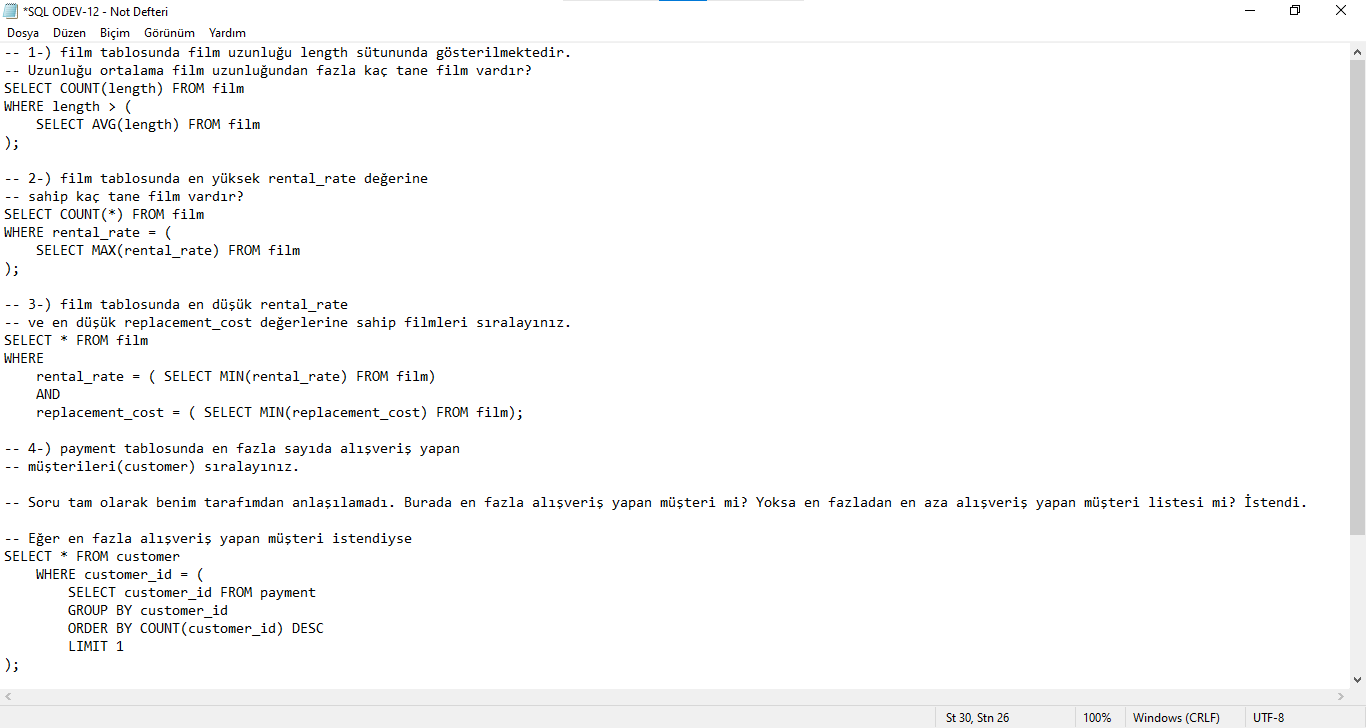 *SQL ODEV-12 - Not Defteri
Dosya Düzen Biçim Görünüm Yardım
-- 1-) film tablosunda film uzunluğu length sütununda gösterilmektedir.
-- Uzunluğu ortalama film uzunluğundan fazla kaç tane film vardır?
SELECT COUNT(length) FROM film
WHERE length > (
    SELECT AVG(length) FROM film
);

-- 2-) film tablosunda en yüksek rental_rate değerine
-- sahip kaç tane film vardır?
SELECT COUNT(*) FROM film
WHERE rental_rate = (
    SELECT MAX(rental_rate) FROM film
);

-- 3-) film tablosunda en düşük rental_rate
-- ve en düşük replacement_cost değerlerine sahip filmleri sıralayınız.
SELECT * FROM film
WHERE
    rental_rate = ( SELECT MIN(rental_rate) FROM film)
    AND
    replacement_cost = ( SELECT MIN(replacement_cost) FROM film);

-- 4-) payment tablosunda en fazla sayıda alışveriş yapan
-- müşterileri(customer) sıralayınız.

-- Soru tam olarak benim tarafımdan anlaşılamadı. Burada en fazla alışveriş yapan müşteri mi? Yoksa en fazladan en aza alışveriş yapan müşteri listesi mi? İstendi.

-- Eğer en fazla alışveriş yapan müşteri istendiyse
SELECT * FROM customer
    WHERE customer_id = (
        SELECT customer_id FROM payment
        GROUP BY customer_id
        ORDER BY COUNT(customer_id) DESC
        LIMIT 1
);
St 30, Stn 26 100% Windows (CRLF) UTF-8